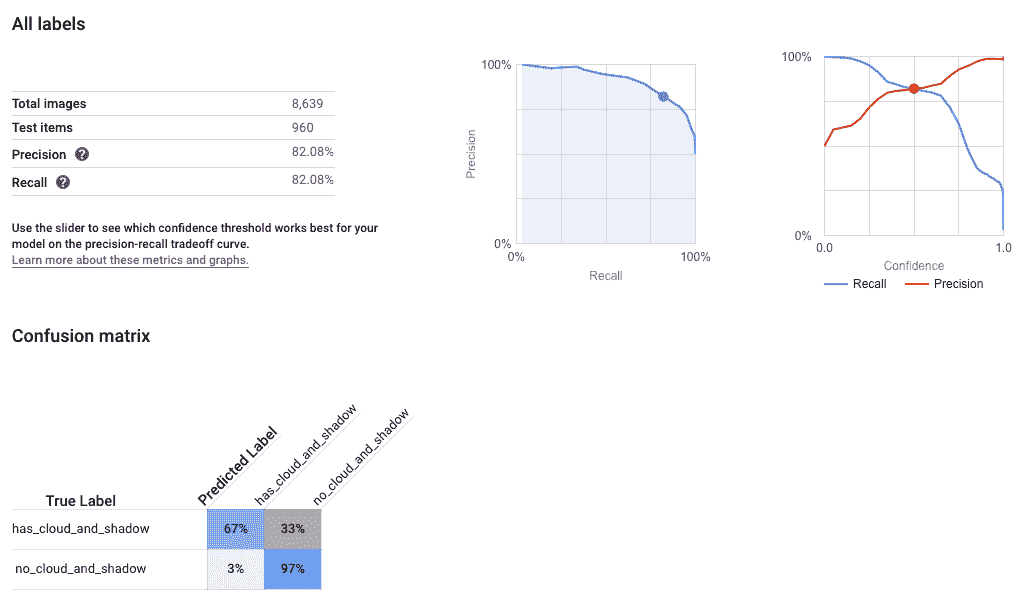 All labels
Total images 8,639
Test items 960
Precision ? 82.08%
Recall ? 82.08%
Use the slider to see which confidence threshold works best for your
model on the precision-recall tradeoff curve.
Learn more about these metrics and graphs.
100%
Precision
0%
0% 100%
Recall
100%
0%
0.0 1.0
Confidence
Recall Precision
Confusion matrix
Predicted Label
has_cloud_and_shadow
no_cloud_and_shadow
True Label
has_cloud_and_shadow 67% 33%
no_cloud_and_shadow 3% 97%